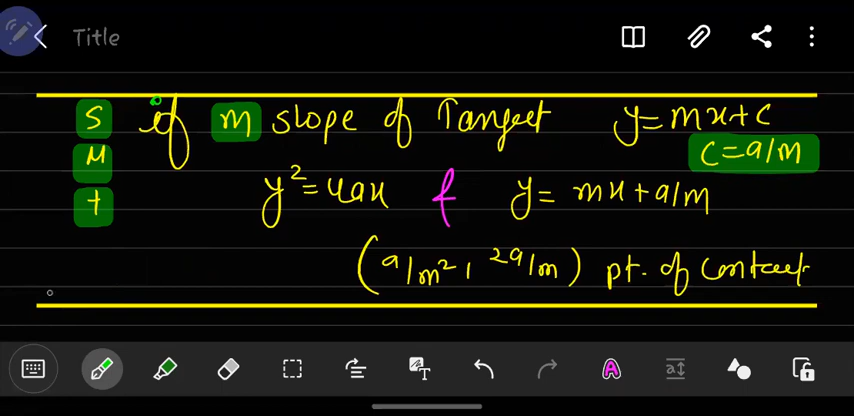 Title
S if m slope of Tangent y=mx+c
M c=a/m
t y²=4ax f y=mx+a/m
(a/m², 2a/m) pt. of contact.
T
A
a